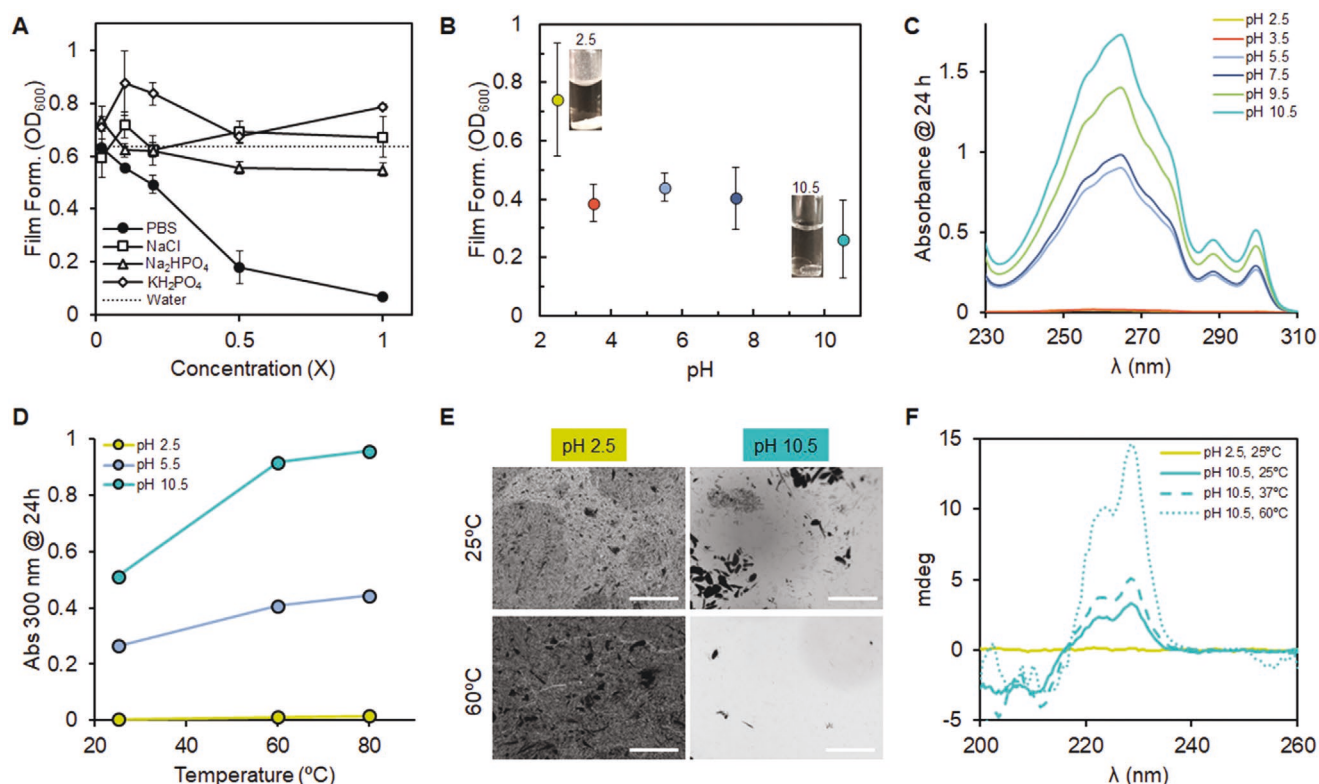 A
Film Form. (OD₆₀₀)
1
0.8
0.6
0.4
0.2
0
PBS
NaCl
Na₂HPO₄
KH₂PO₄
Water
0
0.5
1
Concentration (X)
B
Film Form. (OD₆₀₀)
1
0.8
0.6
0.4
0.2
0
2.5
10.5
2
4
6
8
10
pH
C
Absorbance @ 24 h
1.5
1
0.5
0
pH 2.5
pH 3.5
pH 5.5
pH 7.5
pH 9.5
pH 10.5
230
250
270
290
310
λ (nm)
D
Abs 300 nm @ 24h
1
0.8
0.6
0.4
0.2
0
pH 2.5
pH 5.5
pH 10.5
20
40
60
80
Temperature (ºC)
E
pH 2.5
pH 10.5
25ºC
60ºC
F
mdeg
15
10
5
0
-5
pH 2.5, 25ºC
pH 10.5, 25ºC
pH 10.5, 37ºC
pH 10.5, 60ºC
200
220
240
260
λ (nm)